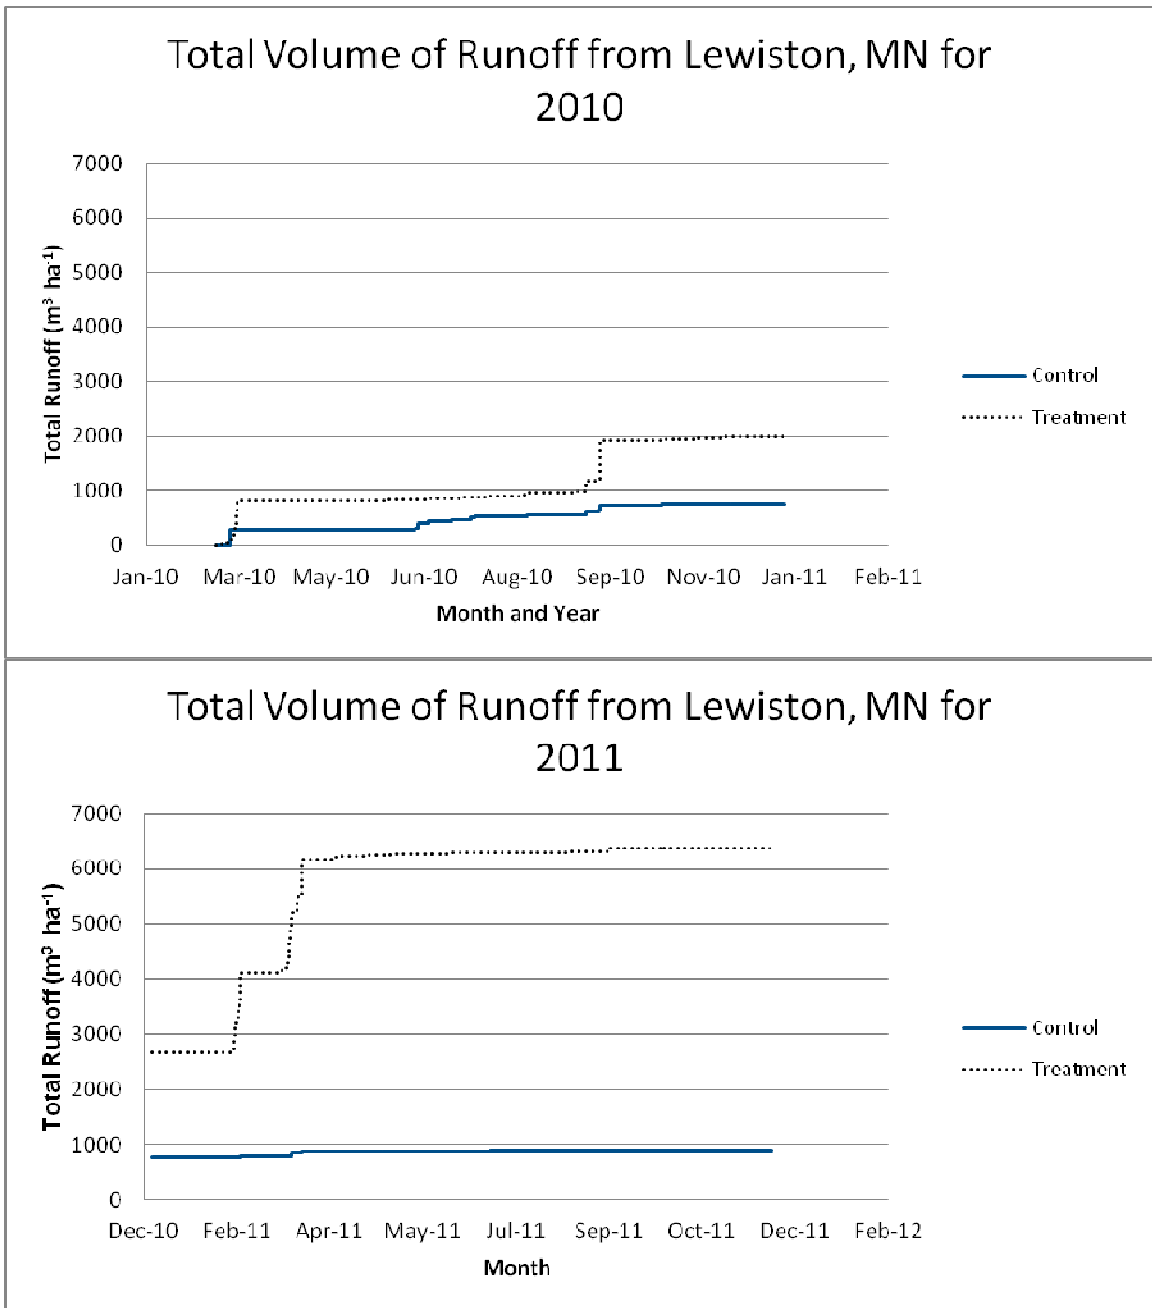 Total Volume of Runoff from Lewiston, MN for
2010
7000
6000
5000
4000
3000
2000
1000
0
Total Runoff (m³ ha⁻¹)
Jan-10 Mar-10 May-10 Jun-10 Aug-10 Sep-10 Nov-10 Jan-11 Feb-11
Month and Year
Control
Treatment
Total Volume of Runoff from Lewiston, MN for
2011
7000
6000
5000
4000
3000
2000
1000
0
Total Runoff (m³ ha⁻¹)
Dec-10 Feb-11 Apr-11 May-11 Jul-11 Sep-11 Oct-11 Dec-11 Feb-12
Month
Control
Treatment